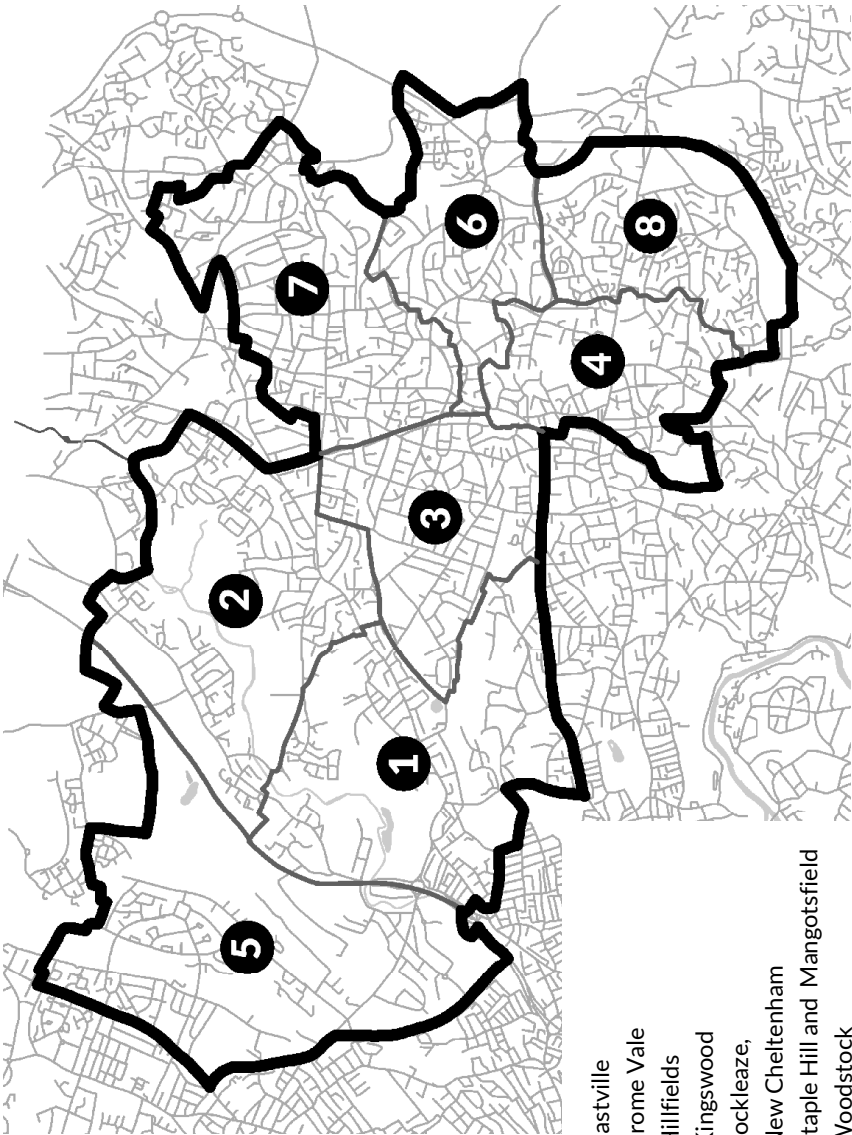 6
8
7
4
3
2
1
5
astville
rome Vale
Hillfields
Kingswood
ockleaze,
New Cheltenham
taple Hill and Mangotsfield
Woodstock